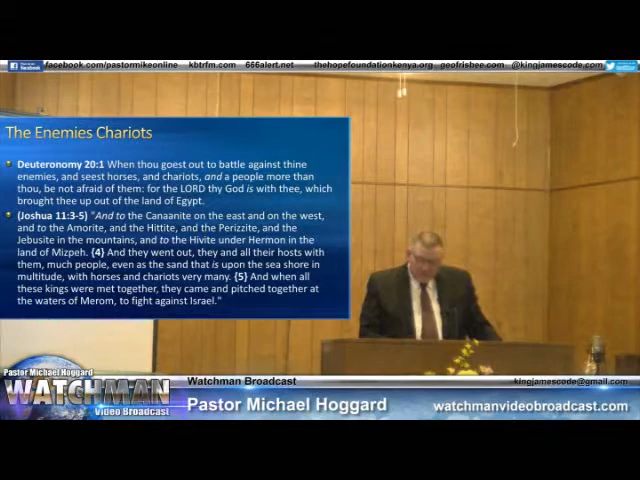 facebook.com/pastormikeonline kbtrfm.com 666alert.net thehopefoundationkenya.org geofrisbee.com @kingjamescode.com
The Enemies Chariots
Deuteronomy 20:1 When thou goest out to battle against thine
enemies, and seest horses, and chariots, and a people more than
thou, be not afraid of them: for the LORD thy God is with thee, which
brought thee up out of the land of Egypt.
(Joshua 11:3-5) "And to the Canaanite on the east and on the west,
and to the Amorite, and the Hittite, and the Perizzite, and the
Jebusite in the mountains, and to the Hivite under Hermon in the
land of Mizpeh. {4} And they went out, they and all their hosts with
them, much people, even as the sand that is upon the sea shore in
multitude, with horses and chariots very many. {5} And when all
these kings were met together, they came and pitched together at
the waters of Merom, to fight against Israel."
Pastor Michael Hoggard
WATCHMAN
Video Broadcast
Watchman Broadcast
kingjamescode@gmail.com
Pastor Michael Hoggard
watchmanvideobroadcast.com